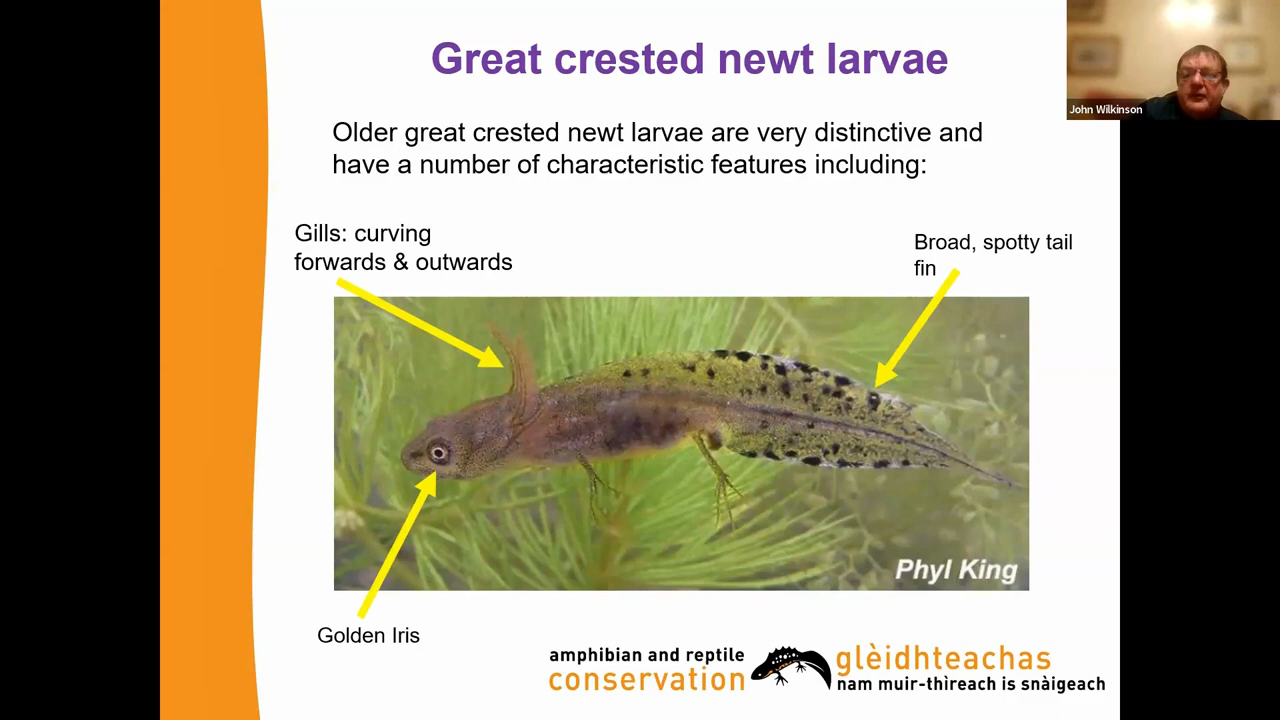 Great crested newt larvae
John Wilkinson
Older great crested newt larvae are very distinctive and
have a number of characteristic features including:
Gills: curving
forwards & outwards
Broad, spotty tail
fin
Phyl King
Golden Iris
amphibian and reptile
conservation
glèidhteachas
nam muir-thìreach is snàigeach